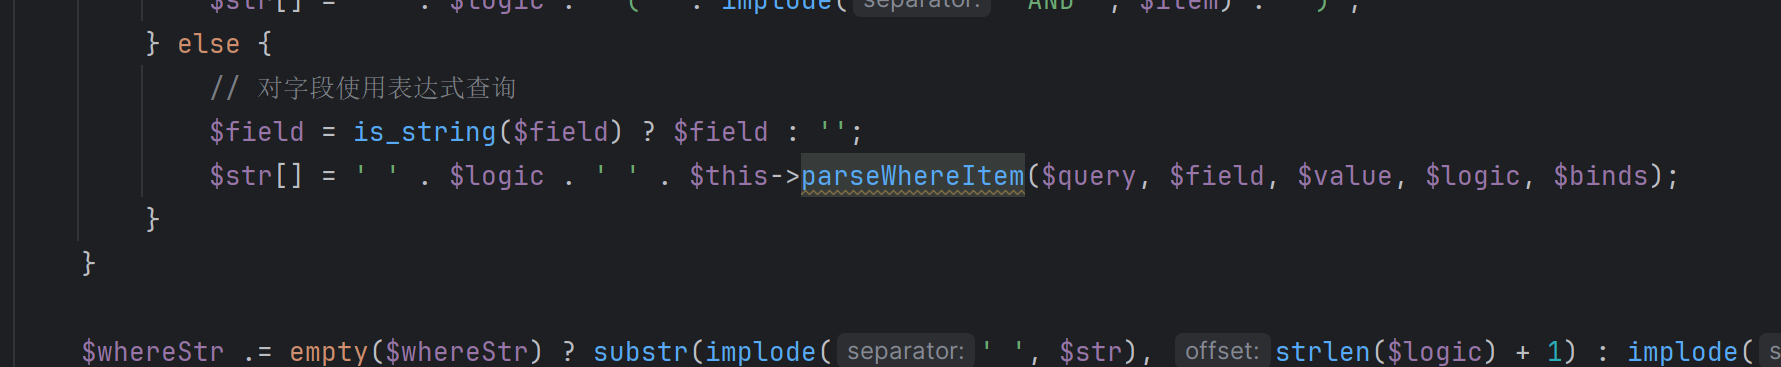 $str[] = ' ' . $logic . ' ( ' . implode( separator: ' AND ', $item) . ' )';
} else {
// 对字段使用表达式查询
$field = is_string($field) ? $field : '';
$str[] = ' ' . $logic . ' ' . $this->parseWhereItem($query, $field, $value, $logic, $binds);
}
}
$whereStr .= empty($whereStr) ? substr(implode( separator: ' ', $str), offset: strlen($logic) + 1) : implode( s